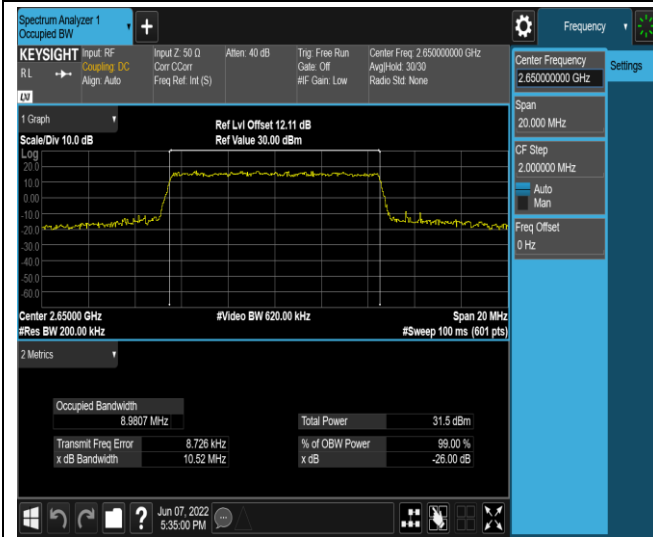 Spectrum Analyzer 1
Occupied BW
+
Frequency
KEYSIGHT
RL
Input: RF
Coupling: DC
Align: Auto
Input Z: 50 Ω
Corr CCorr
Freq Ref: Int (S)
Atten: 40 dB
Trig: Free Run
Gate: Off
#IF Gain: Low
Center Freq: 2.650000000 GHz
Avg|Hold: 30/30
Radio Std: None
LXI
1 Graph
Scale/Div 10.0 dB
Ref Lvl Offset 12.11 dB
Ref Value 30.00 dBm
Log
20.0
10.0
0.00
-10.0
-20.0
-30.0
-40.0
-50.0
-60.0
Center 2.65000 GHz
#Video BW 620.00 kHz
Span 20 MHz
#Res BW 200.00 kHz
#Sweep 100 ms (601 pts)
2 Metrics
Occupied Bandwidth
8.9807 MHz
Total Power 31.5 dBm
Transmit Freq Error 8.726 kHz
% of OBW Power 99.00 %
x dB Bandwidth 10.52 MHz
x dB -26.00 dB
?
Jun 07, 2022
5:35:00 PM
Center Frequency
2.650000000 GHz
Settings
Span
20.000 MHz
CF Step
2.000000 MHz
Auto
Man
Freq Offset
0 Hz